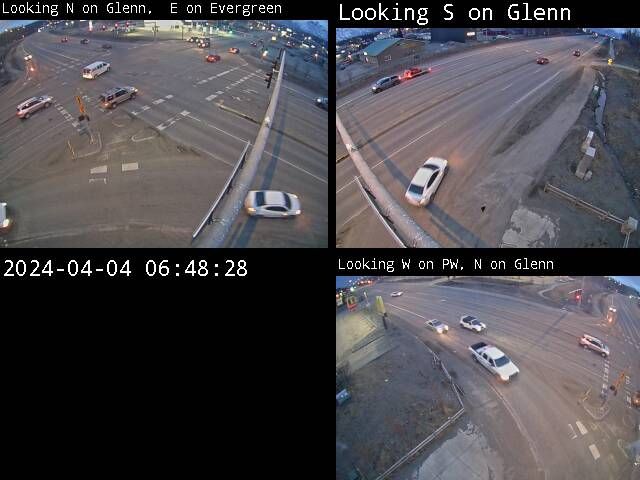 Looking N on Glenn,  E on Evergreen
Looking S on Glenn
2024-04-04 06:48:28
Looking W on PW, N on Glenn